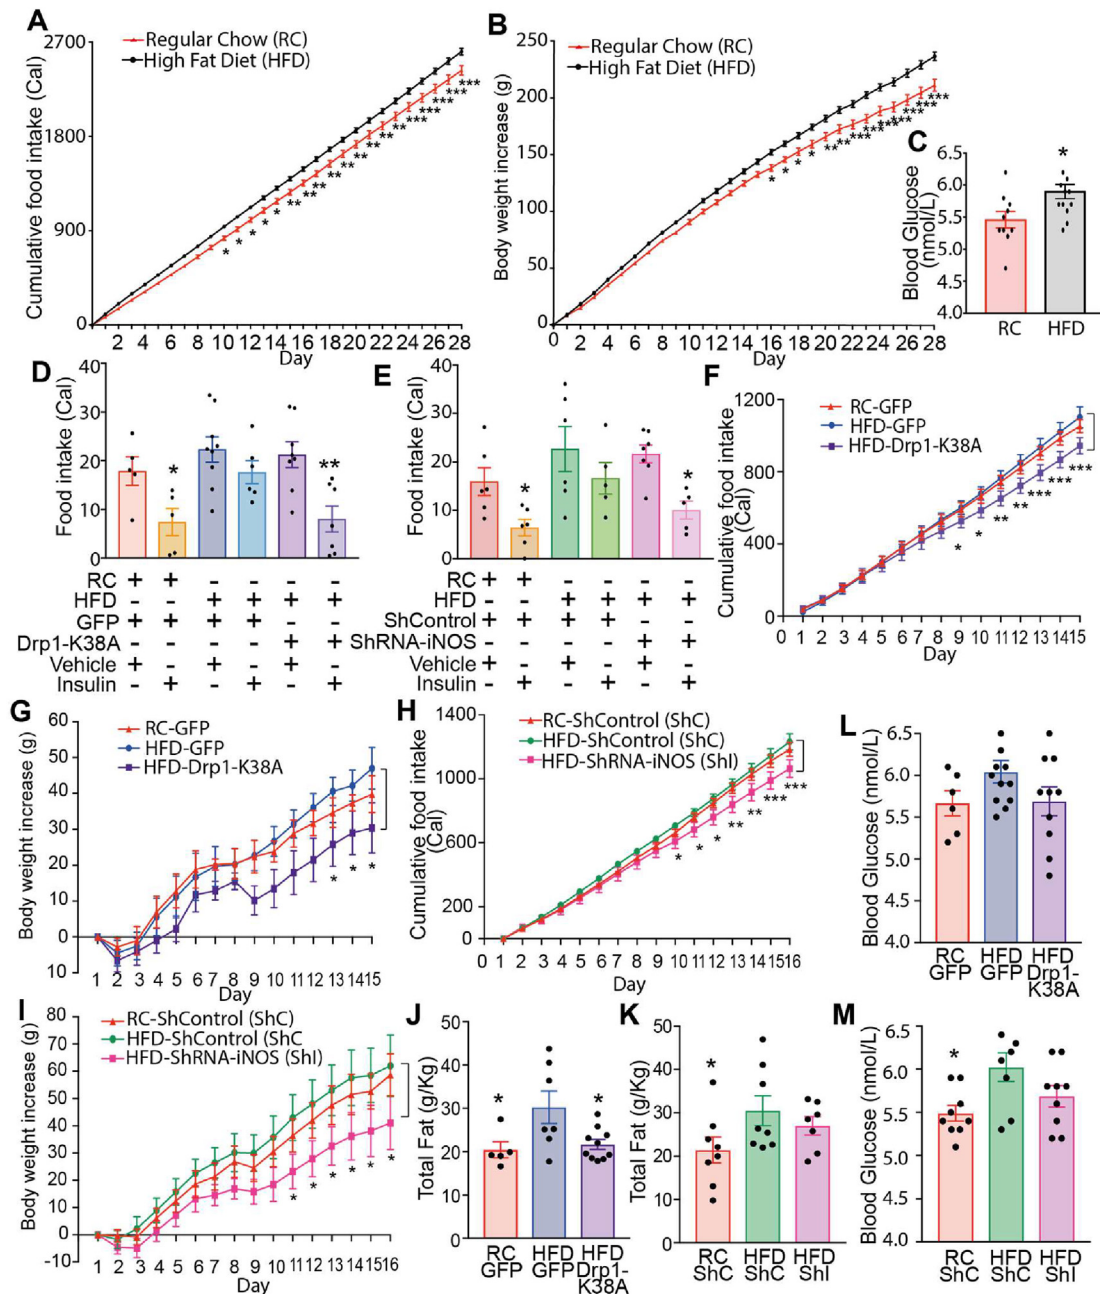 A
2700
1800
900
0
Cumulative food intake (Cal)
Regular Chow (RC)
High Fat Diet (HFD)
* * * * * ** ** ** ** ** ** ** ** *** *** *** *** *** ***
2 4 6 8 10 12 14 16 18 20 22 24 26 28
Day
B
250
200
150
100
50
0
Body weight increase (g)
Regular Chow (RC)
High Fat Diet (HFD)
* * * * ** ** *** *** *** *** *** *** ***
2 4 6 8 10 12 14 16 18 20 22 24 26 28
Day
C
6.5
6.0
5.5
5.0
4.5
4.0
Blood Glucose
(nmol/L)
*
RC HFD
D
40
30
20
10
0
Food intake (Cal)
* **
RC + + - - - -
HFD - - + + + +
GFP + + + + - -
Drp1-K38A - - - - + +
Vehicle + - + - + -
Insulin - + - + - +
E
40
30
20
10
0
Food intake (Cal)
* *
RC + + - - - -
HFD - - + + + +
ShControl + + + + - -
ShRNA-iNOS - - - - + +
Vehicle + - + - + -
Insulin - + - + - +
F
1200
800
400
0
Cumulative food intake
(Cal)
RC-GFP
HFD-GFP
HFD-Drp1-K38A
* * ** ** *** *** ***
0 1 2 3 4 5 6 7 8 9 10 11 12 13 14 15
Day
G
60
50
40
30
20
10
0
10
Body weight increase (g)
RC-GFP
HFD-GFP
HFD-Drp1-K38A
* * *
1 2 3 4 5 6 7 8 9 10 11 12 13 14 15
Day
H
1400
1000
600
200
0
Cumulative food intake
(Cal)
RC-ShControl (ShC)
HFD-ShControl (ShC)
HFD-ShRNA-iNOS (ShI)
* * * ** ** *** ***
0 1 2 3 4 5 6 7 8 9 10 11 12 13 14 15 16
Day
L
6.5
6.0
5.5
5.0
4.5
4.0
Blood Glucose (nmol/L)
RC HFD HFD
GFP GFP Drp1-
K38A
I
80
70
60
50
40
30
20
10
0
-10
Body weight increase (g)
RC-ShControl (ShC)
HFD-ShControl (ShC
HFD-ShRNA-iNOS (ShI)
* * * * * *
1 2 3 4 5 6 7 8 9 10 11 12 13 14 15 16
Day
J
50
40
30
20
10
0
Total Fat (g/Kg)
* *
RC HFD HFD
GFP GFP Drp1-
K38A
K
50
40
30
20
10
0
Total Fat (g/Kg)
*
RC HFD HFD
ShC ShC ShI
M
6.5
6.0
5.5
5.0
4.5
4.0
Blood Glucose (nmol/L)
*
RC HFD HFD
ShC ShC ShI